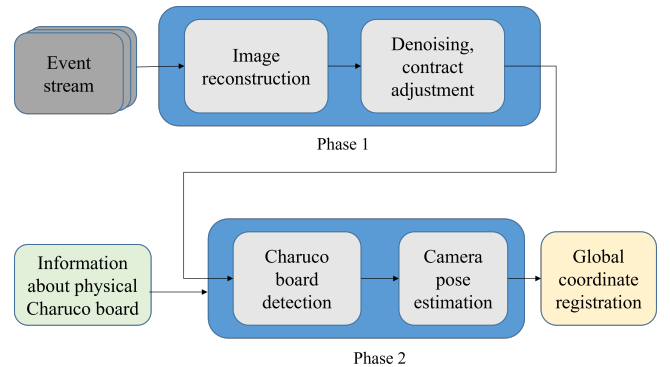 Event
stream
Image
reconstruction
Denoising,
contract
adjustment
Phase 1
Information
about physical
Charuco board
Charuco
board
detection
Camera
pose
estimation
Global
coordinate
registration
Phase 2